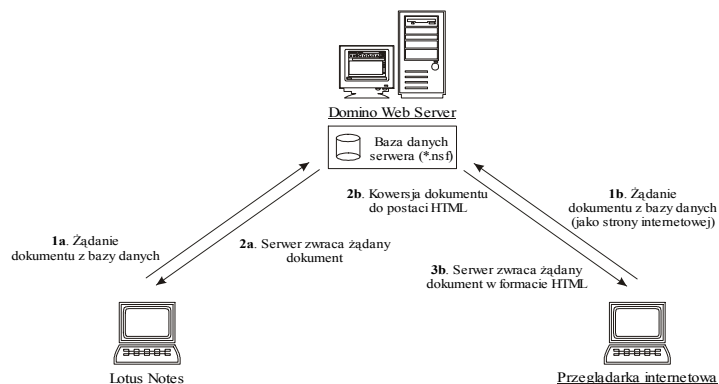 Domino Web Server
Baza danych
serwera (*.nsf)
2b. Kowersja dokumentu
do postaci HTML
1b. Żądanie
dokumentu z bazy danych
(jako strony internetowej)
1a. Żądanie
dokumentu z bazy danych
2a. Serwer zwraca żądany
dokument
3b. Serwer zwraca żądany
dokument w formacie HTML
Lotus Notes
Przeglądarka internetowa